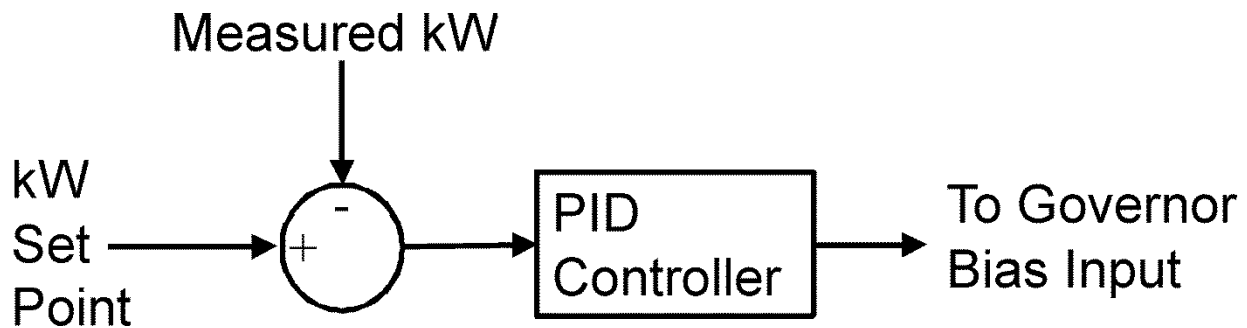 Measured kW
kW
Set
Point
-
+
PID
Controller
To Governor
Bias Input